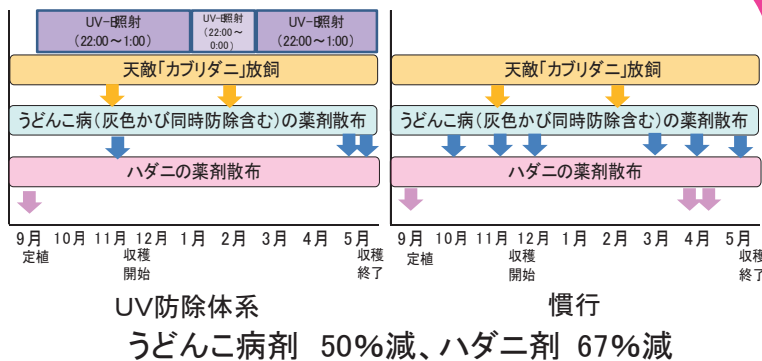 UV-B照射
(22:00～1:00)
UV-B照射
(22:00～
0:00)
UV-B照射
(22:00～1:00)
天敵「カブリダニ」放飼
うどんこ病(灰色かび同時防除含む)の薬剤散布
ハダニの薬剤散布
9月 10月 11月 12月 1月 2月 3月 4月 5月
定植 収穫開始 収穫終了
UV防除体系
天敵「カブリダニ」放飼
うどんこ病(灰色かび同時防除含む)の薬剤散布
ハダニの薬剤散布
9月 10月 11月 12月 1月 2月 3月 4月 5月
定植 収穫開始 収穫終了
慣行
うどんこ病剤 50%減、ハダニ剤 67%減